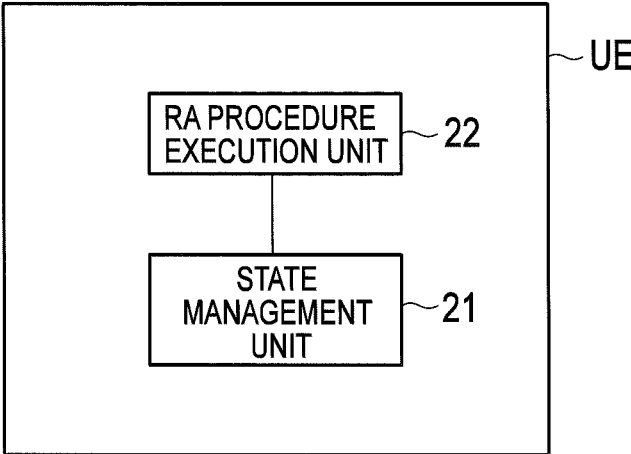 UE
RA PROCEDURE
EXECUTION UNIT
22
STATE
MANAGEMENT
UNIT
21